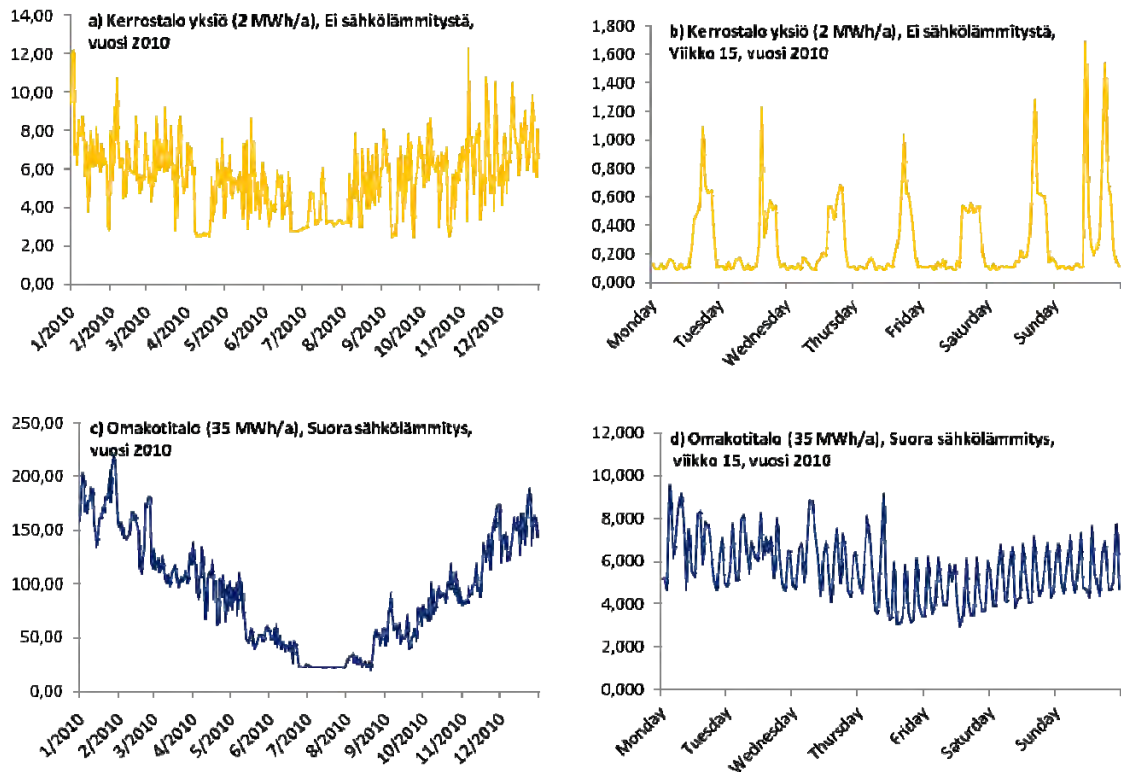 a) Kerrostalo yksiö (2 MWh/a), Ei sähkölämmitystä,
vuosi 2010
14,00
12,00
10,00
8,00
6,00
4,00
2,00
0,00
1/2010
2/2010
3/2010
4/2010
5/2010
6/2010
7/2010
8/2010
9/2010
10/2010
11/2010
12/2010
b) Kerrostalo yksiö (2 MWh/a), Ei sähkölämmitystä,
Viikko 15, vuosi 2010
1,800
1,600
1,400
1,200
1,000
0,800
0,600
0,400
0,200
0,000
Monday
Tuesday
Wednesday
Thursday
Friday
Saturday
Sunday
c) Omakotitalo (35 MWh/a), Suora sähkölämmitys,
vuosi 2010
250,00
200,00
150,00
100,00
50,00
0,00
1/2010
2/2010
3/2010
4/2010
5/2010
6/2010
7/2010
8/2010
9/2010
10/2010
11/2010
12/2010
d) Omakotitalo (35 MWh/a), Suora sähkölämmitys,
viikko 15, vuosi 2010
12,000
10,000
8,000
6,000
4,000
2,000
0,000
Monday
Tuesday
Wednesday
Thursday
Friday
Saturday
Sunday